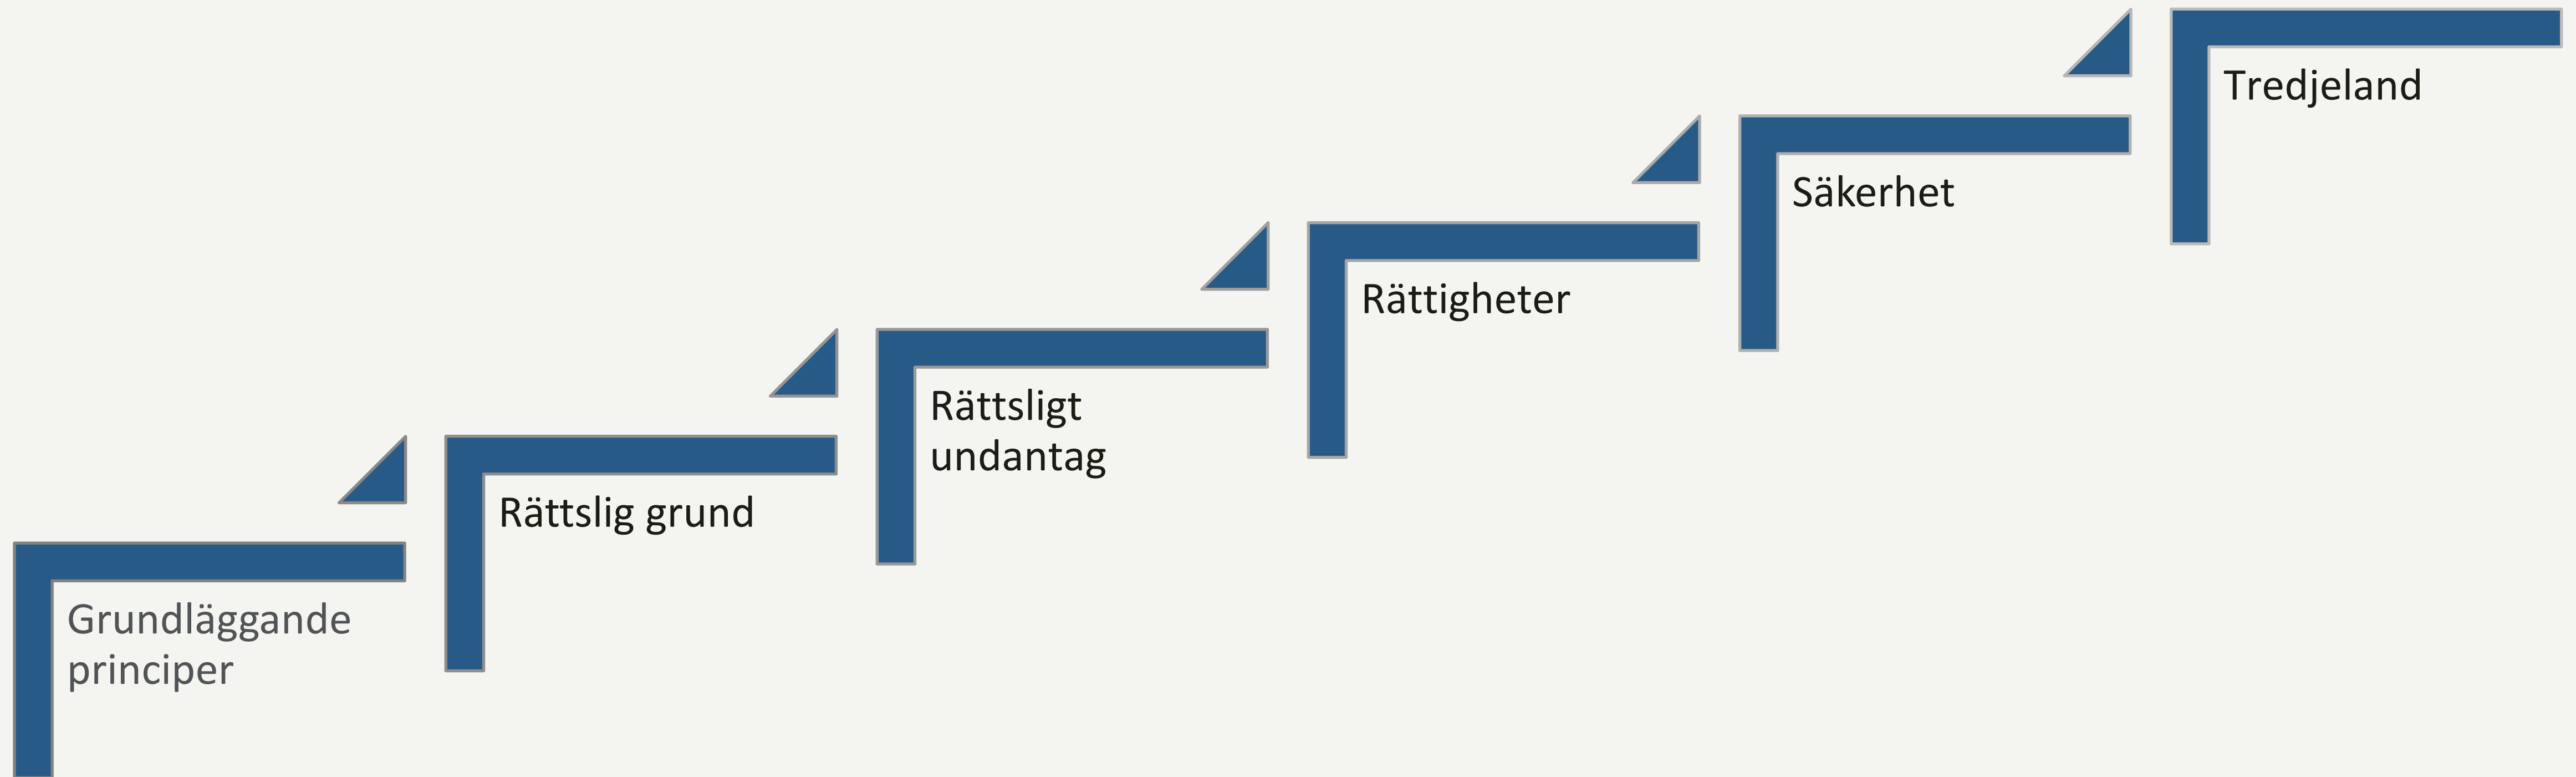 Grundläggande
principer
Rättslig grund
Rättsligt
undantag
Rättigheter
Säkerhet
Tredjeland